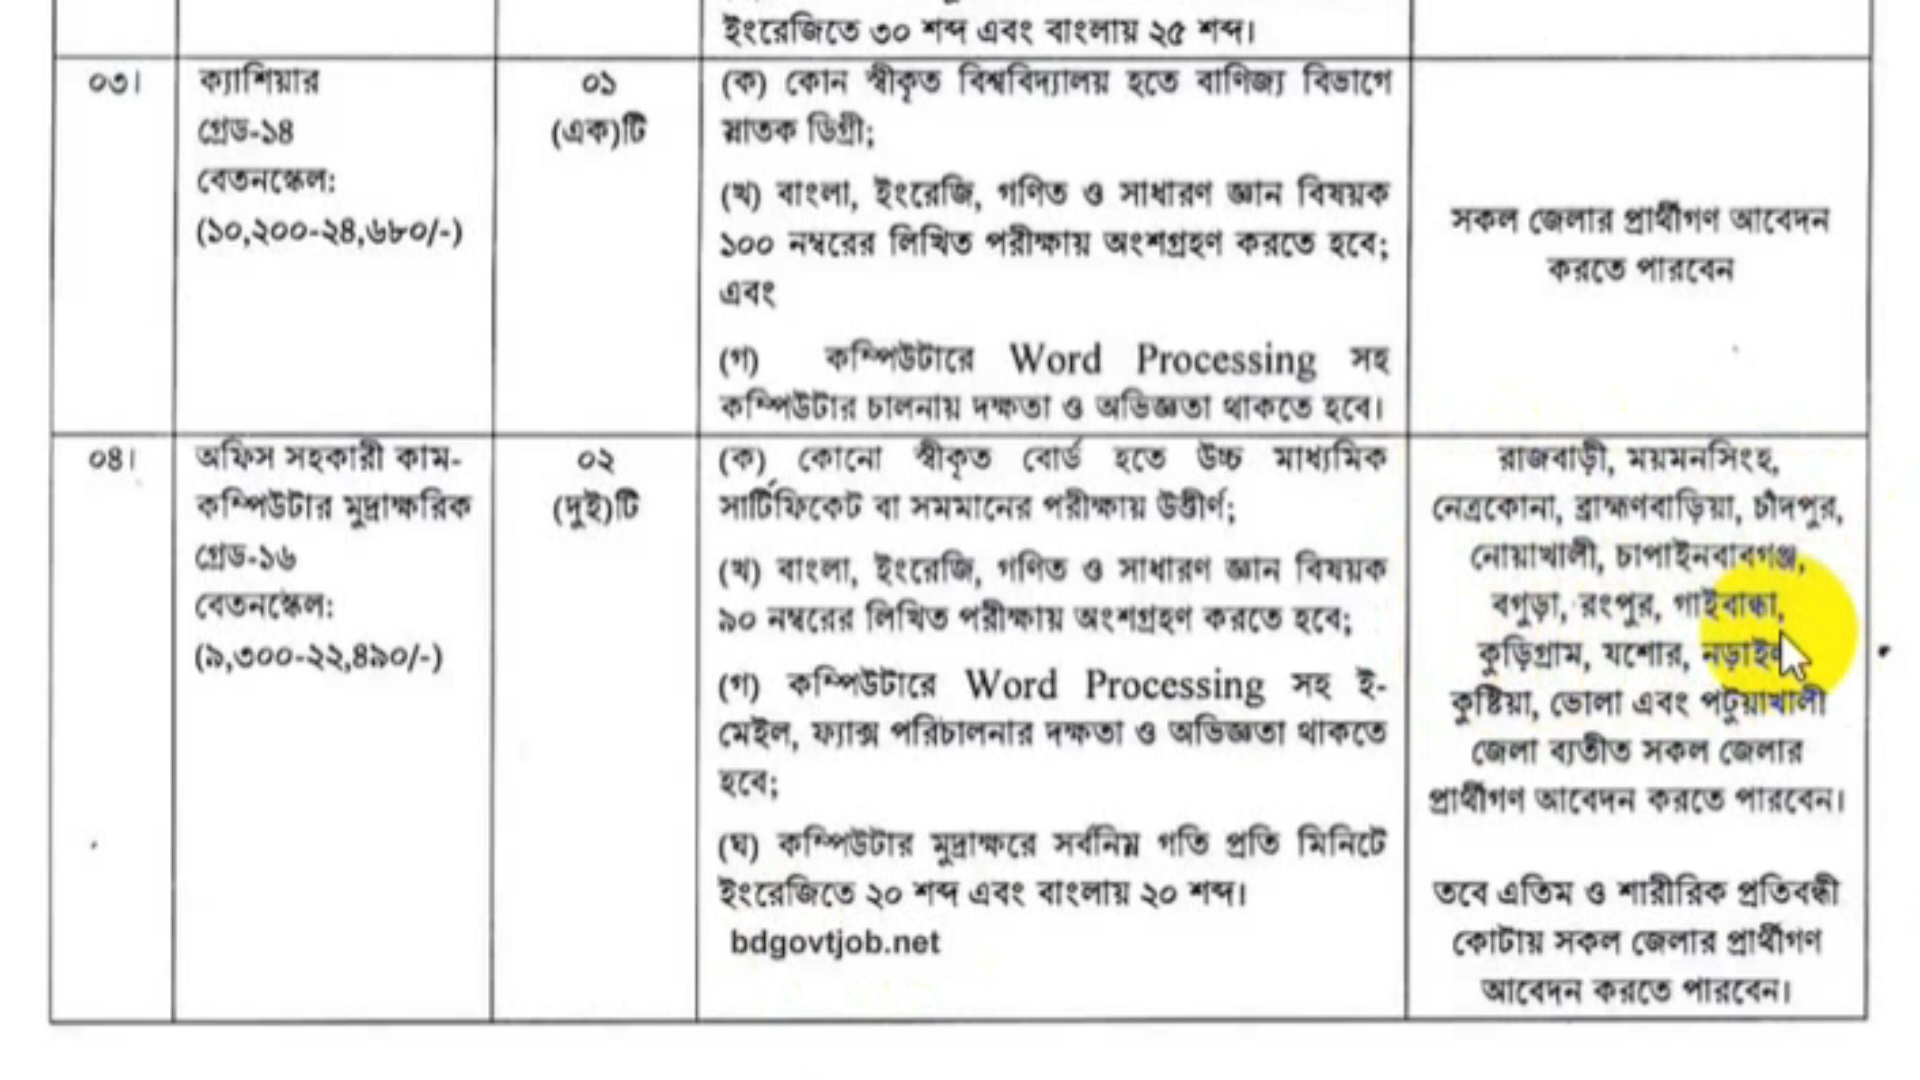 ইংরেজিতে ৩০ শব্দ এবং বাংলায় ২৫ শব্দ।
০৩।
ক্যাশিয়ার
গ্রেড-১৪
বেতনস্কেল:
(১০,২০০-২৪,৬৮০/-)
০১
(এক)টি
(ক) কোন স্বীকৃত বিশ্ববিদ্যালয় হতে বাণিজ্য বিভাগে
স্নাতক ডিগ্রী;
(খ) বাংলা, ইংরেজি, গণিত ও সাধারণ জ্ঞান বিষয়ক
১০০ নম্বরের লিখিত পরীক্ষায় অংশগ্রহণ করতে হবে;
এবং
(গ) কম্পিউটারে Word Processing সহ
কম্পিউটার চালনায় দক্ষতা ও অভিজ্ঞতা থাকতে হবে।
সকল জেলার প্রার্থীগণ আবেদন
করতে পারবেন
০৪।
অফিস সহকারী কাম-
কম্পিউটার মুদ্রাক্ষরিক
গ্রেড-১৬
বেতনস্কেল:
(৯,৩০০-২২,৪৯০/-)
০২
(দুই)টি
(ক) কোনো স্বীকৃত বোর্ড হতে উচ্চ মাধ্যমিক
সার্টিফিকেট বা সমমানের পরীক্ষায় উত্তীর্ণ;
(খ) বাংলা, ইংরেজি, গণিত ও সাধারণ জ্ঞান বিষয়ক
৯০ নম্বরের লিখিত পরীক্ষায় অংশগ্রহণ করতে হবে;
(গ) কম্পিউটারে Word Processing সহ ই-
মেইল, ফ্যাক্স পরিচালনার দক্ষতা ও অভিজ্ঞতা থাকতে
হবে;
(ঘ) কম্পিউটার মুদ্রাক্ষরে সর্বনিম্ন গতি প্রতি মিনিটে
ইংরেজিতে ২০ শব্দ এবং বাংলায় ২০ শব্দ।
bdgovtjob.net
রাজবাড়ী, ময়মনসিংহ,
নেত্রকোনা, ব্রাহ্মণবাড়িয়া, চাঁদপুর,
নোয়াখালী, চাপাইনবাবগঞ্জ,
বগুড়া, রংপুর, গাইবান্ধা,
কুড়িগ্রাম, যশোর, নড়াইল
কুষ্টিয়া, ভোলা এবং পটুয়াখালী
জেলা ব্যতীত সকল জেলার
প্রার্থীগণ আবেদন করতে পারবেন।
তবে এতিম ও শারীরিক প্রতিবন্ধী
কোটায় সকল জেলার প্রার্থীগণ
আবেদন করতে পারবেন।